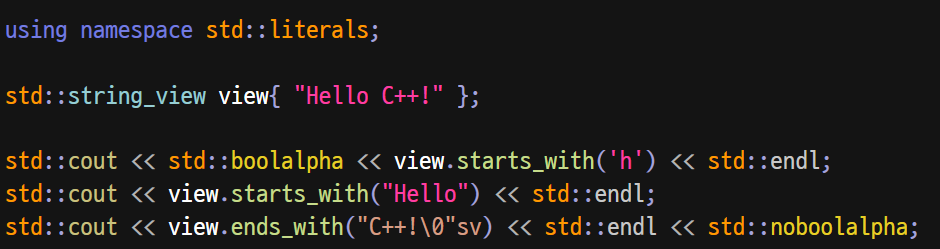 using namespace std::literals;
std::string_view view{ "Hello C++!" };
std::cout << std::boolalpha << view.starts_with('h') << std::endl;
std::cout << view.starts_with("Hello") << std::endl;
std::cout << view.ends_with("C++!\0"sv) << std::endl << std::noboolalpha;